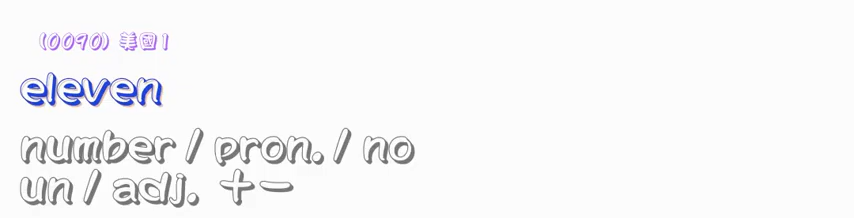 (0090) 美國1
eleven
number / pron. / no
un / adj. 十一